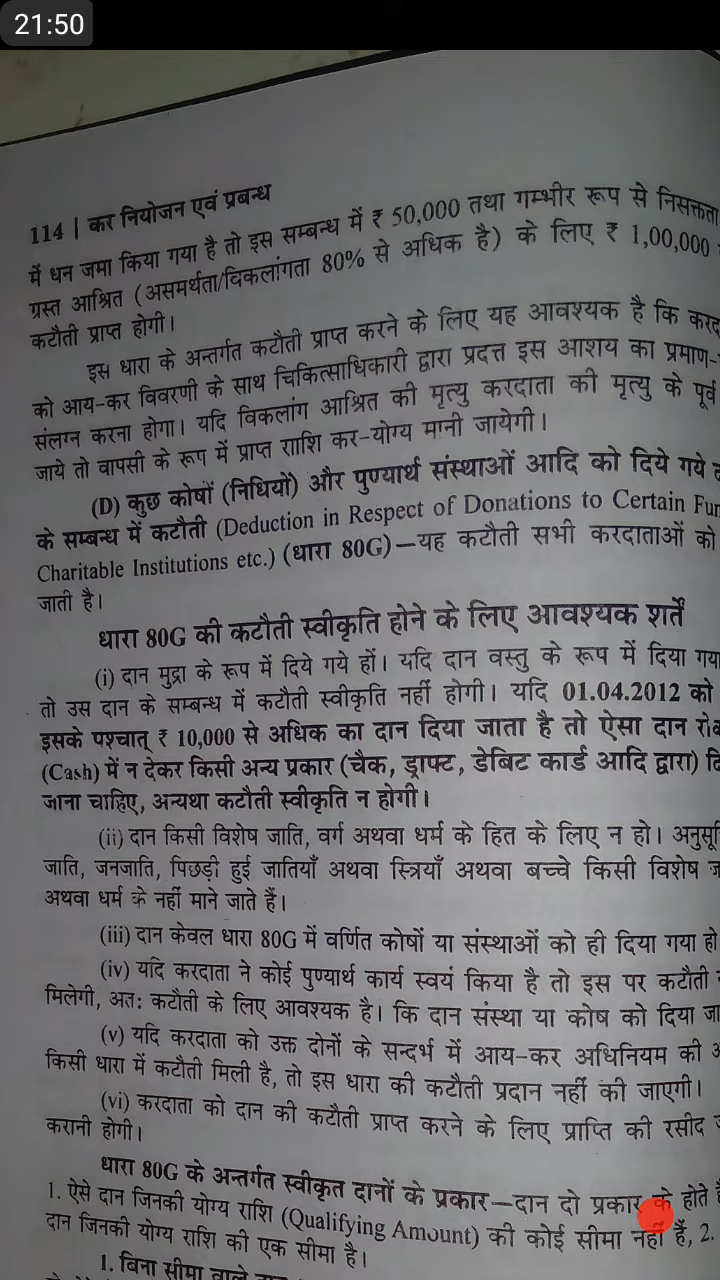 21:50
114 | कर नियोजन एवं प्रबन्ध
में धन जमा किया गया है तो इस सम्बन्ध में ₹ 50,000 तथा गम्भीर रूप से निसक्तता
ग्रस्त आश्रित (असमर्थता/विकलांगता 80% से अधिक है) के लिए ₹ 1,00,000
कटौती प्राप्त होगी।
इस धारा के अन्तर्गत कटौती प्राप्त करने के लिए यह आवश्यक है कि करद
को आय-कर विवरणी के साथ चिकित्साधिकारी द्वारा प्रदत्त इस आशय का प्रमाण-
संलग्न करना होगा। यदि विकलांग आश्रित की मृत्यु करदाता की मृत्यु के पूर्व
जाये तो वापसी के रूप में प्राप्त राशि कर-योग्य मानी जायेगी।
(D) कुछ कोषों (निधियों) और पुण्यार्थ संस्थाओं आदि को दिये गये
के सम्बन्ध में कटौती (Deduction in Respect of Donations to Certain Fun
Charitable Institutions etc.) (धारा 80G)—यह कटौती सभी करदाताओं को
जाती है।
धारा 80G की कटौती स्वीकृति होने के लिए आवश्यक शर्तें
(i) दान मुद्रा के रूप में दिये गये हों। यदि दान वस्तु के रूप में दिया गया
तो उस दान के सम्बन्ध में कटौती स्वीकृति नहीं होगी। यदि 01.04.2012 को
इसके पश्चात् ₹ 10,000 से अधिक का दान दिया जाता है तो ऐसा दान रोक
(Cash) में न देकर किसी अन्य प्रकार (चैक, ड्राफ्ट, डेबिट कार्ड आदि द्वारा) दि
जाना चाहिए, अन्यथा कटौती स्वीकृति न होगी।
(ii) दान किसी विशेष जाति, वर्ग अथवा धर्म के हित के लिए न हो। अनुसूचि
जाति, जनजाति, पिछड़ी हुई जातियाँ अथवा स्त्रियाँ अथवा बच्चे किसी विशेष ज
अथवा धर्म के नहीं माने जाते हैं।
(iii) दान केवल धारा 80G में वर्णित कोषों या संस्थाओं को ही दिया गया हो
(iv) यदि करदाता ने कोई पुण्यार्थ कार्य स्वयं किया है तो इस पर कटौती
मिलेगी, अतः कटौती के लिए आवश्यक है। कि दान संस्था या कोष को दिया जा
(v) यदि करदाता को उक्त दोनों के सन्दर्भ में आय-कर अधिनियम की अ
किसी धारा में कटौती मिली है, तो इस धारा की कटौती प्रदान नहीं की जाएगी।
(vi) करदाता को दान की कटौती प्राप्त करने के लिए प्राप्ति की रसीद
करानी होगी।
धारा 80G के अन्तर्गत स्वीकृत दानों के प्रकार—दान दो प्रकार के होते हैं
1. ऐसे दान जिनकी योग्य राशि (Qualifying Amount) की कोई सीमा नहीं हैं, 2.
दान जिनकी योग्य राशि की एक सीमा है।
1. बिना सीमा वाले